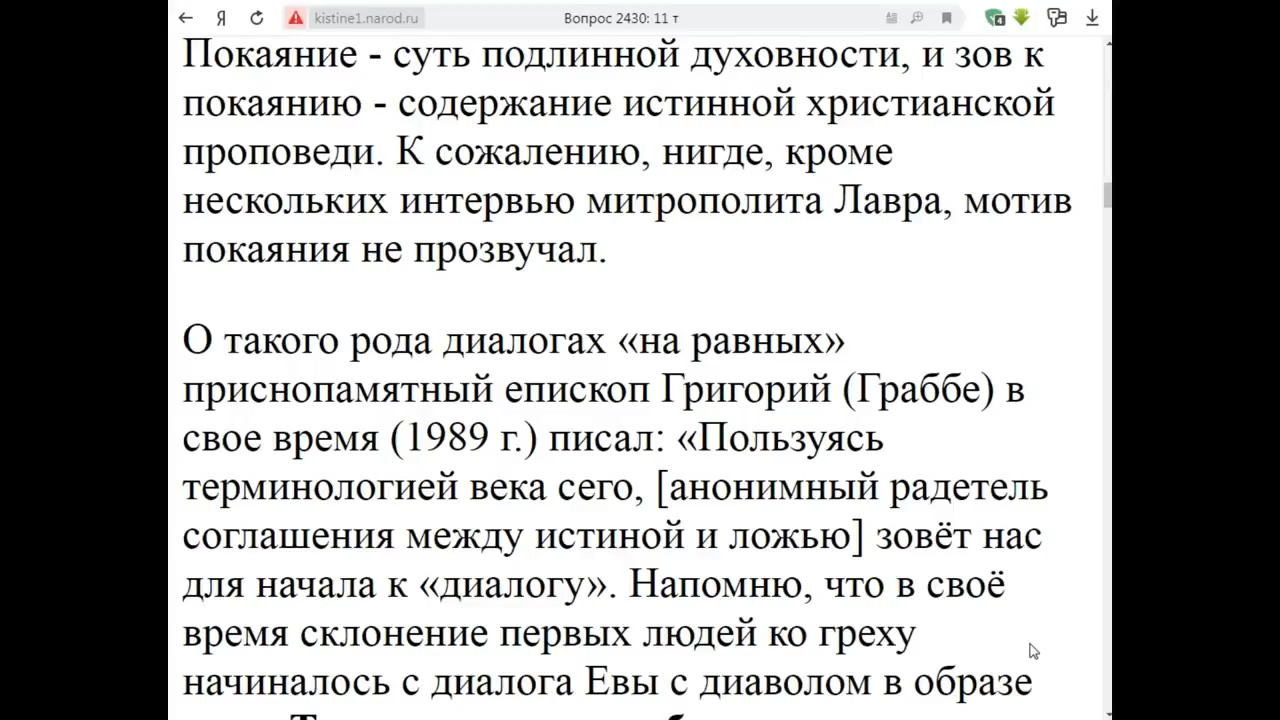 Я
kistine1.narod.ru
Вопрос 2430: 11 т
4
Покаяние - суть подлинной духовности, и зов к
покаянию - содержание истинной христианской
проповеди. К сожалению, нигде, кроме
нескольких интервью митрополита Лавра, мотив
покаяния не прозвучал.
О такого рода диалогах «на равных»
приснопамятный епископ Григорий (Граббе) в
свое время (1989 г.) писал: «Пользуясь
терминологией века сего, [анонимный радетель
соглашения между истиной и ложью] зовёт нас
для начала к «диалогу». Напомню, что в своё
время склонение первых людей ко греху
начиналось с диалога Евы с диаволом в образе